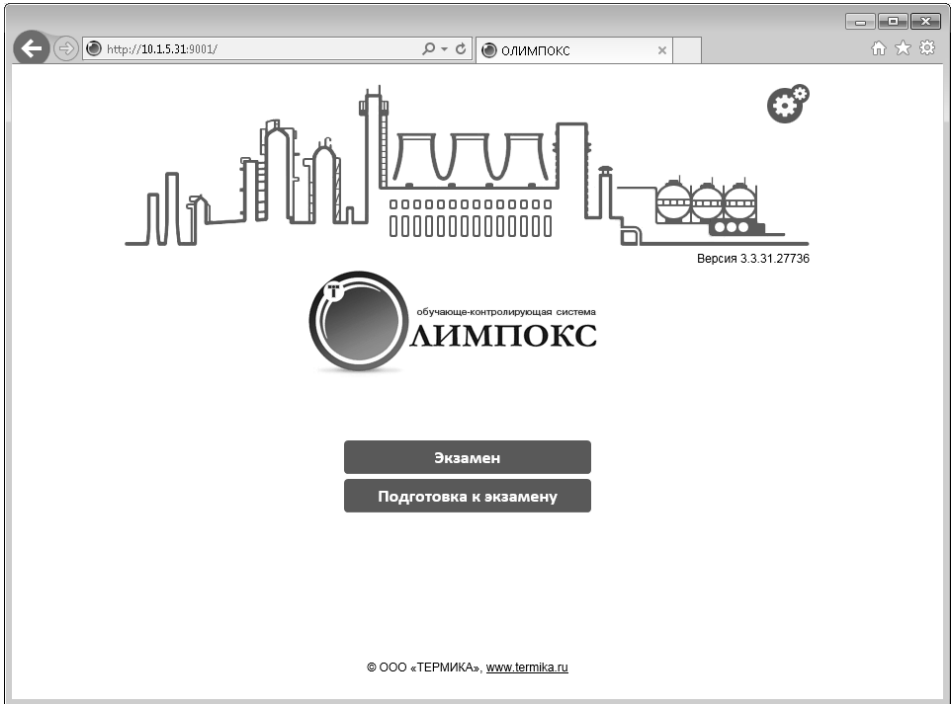 http://10.1.5.31:9001/
ОЛИМПОКС
Версия 3.3.31.27736
Т
обучающе-контролирующая система
ЛИМПОКС
Экзамен
Подготовка к экзамену
© ООО «ТЕРМИКА», www.termika.ru